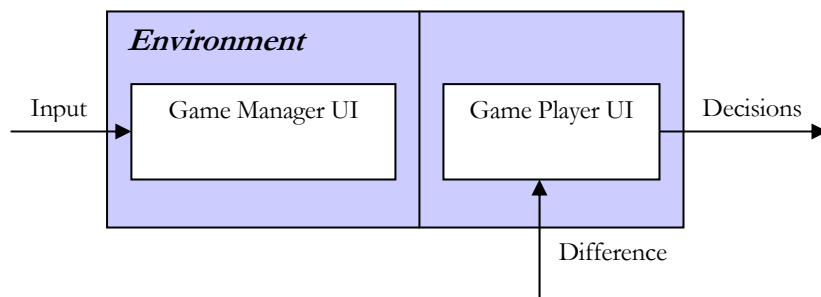 Environment
Input
Game Manager UI
Game Player UI
Decisions
Difference